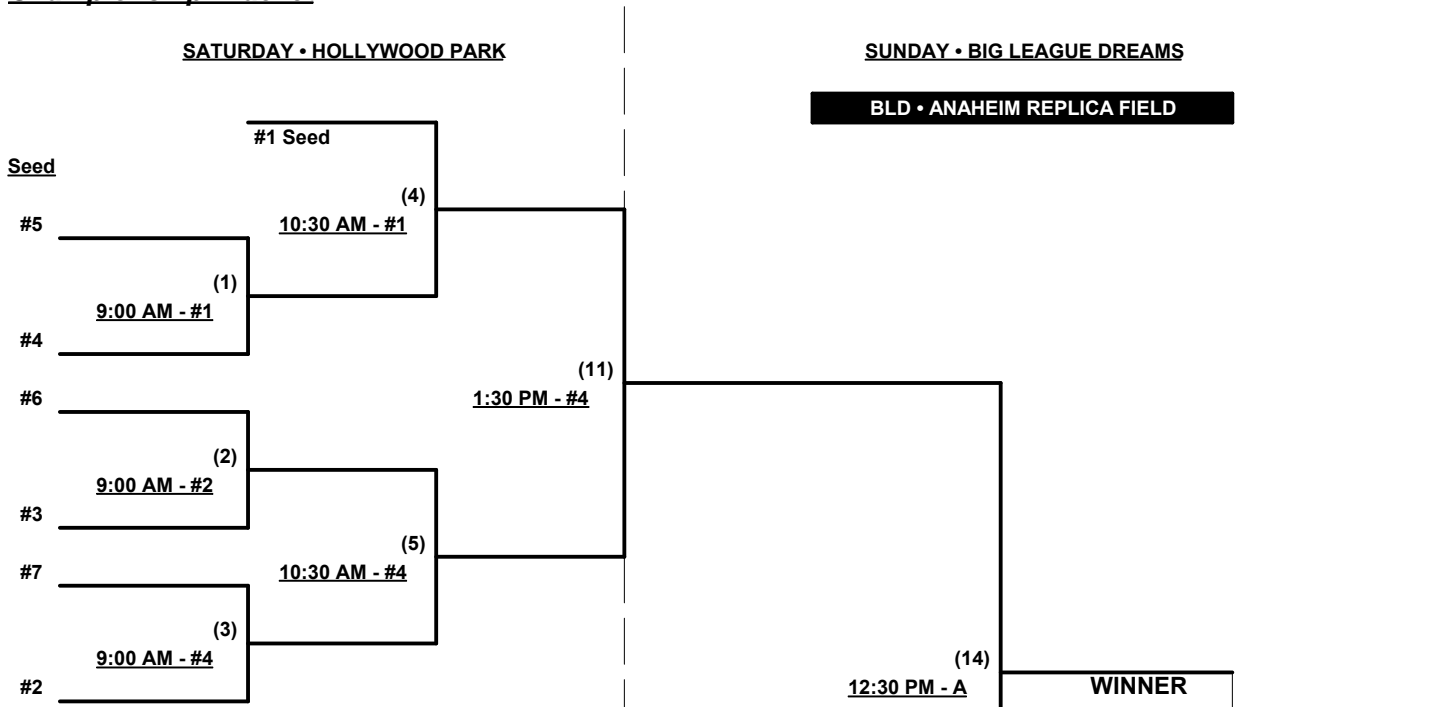 SATURDAY • HOLLYWOOD PARK
SUNDAY • BIG LEAGUE DREAMS
BLD • ANAHEIM REPLICA FIELD
#1 Seed
Seed
(4)
#5
10:30 AM - #1
(1)
9:00 AM - #1
#4
(11)
#6
1:30 PM - #4
(2)
9:00 AM - #2
#3
(5)
#7
10:30 AM - #4
(3)
9:00 AM - #4
(14)
#2
12:30 PM - A
WINNER